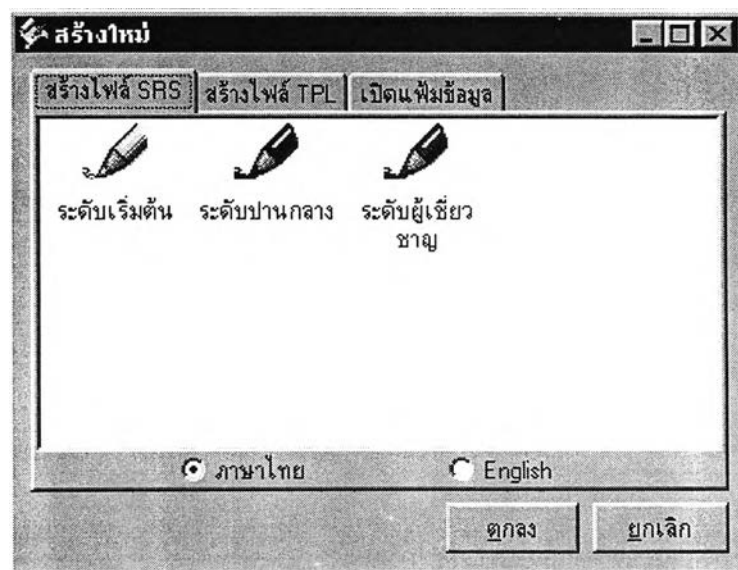 สร้างใหม่
สร้างไฟล์ SRS สร้างไฟล์ TPL เปิดแฟ้มข้อมูล
ระดับเริ่มต้น ระดับปานกลาง ระดับผู้เชี่ยว
ชาญ
ภาษาไทย English
ตกลง ยกเลิก